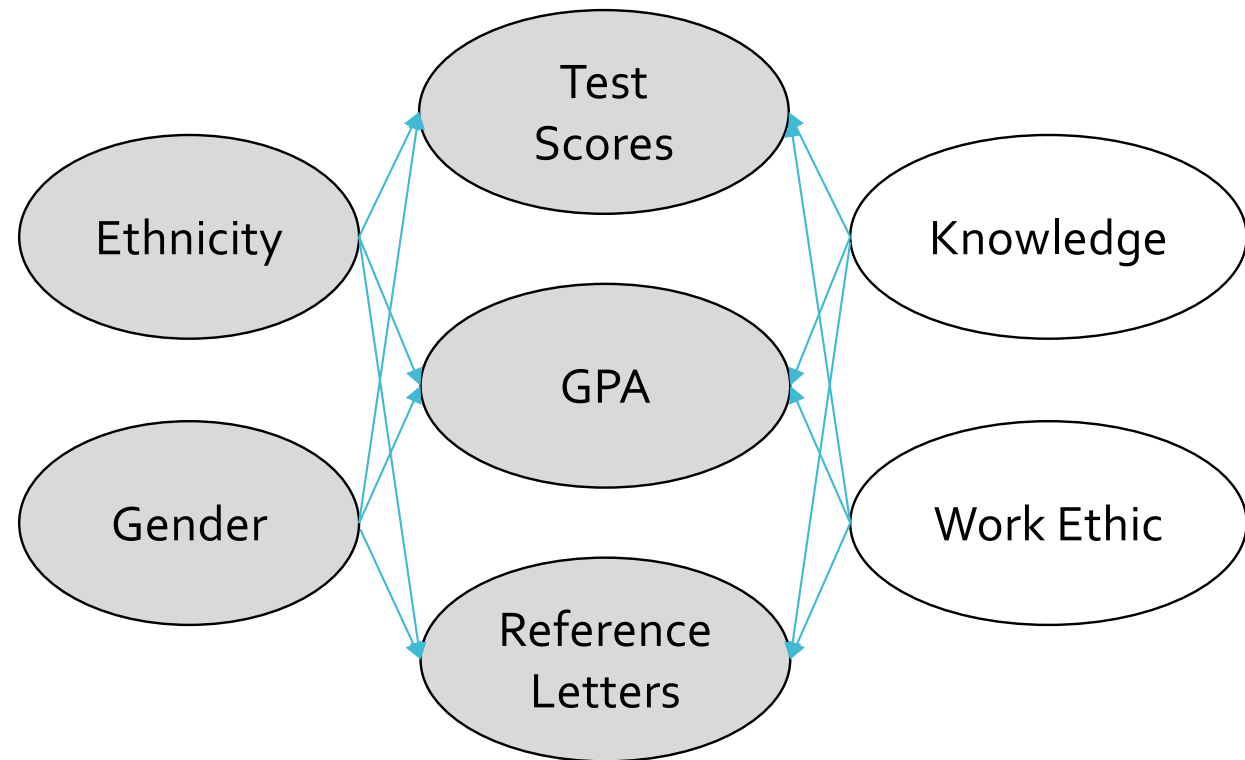 Test
Scores
Ethnicity
Knowledge
GPA
Gender
Work Ethic
Reference
Letters